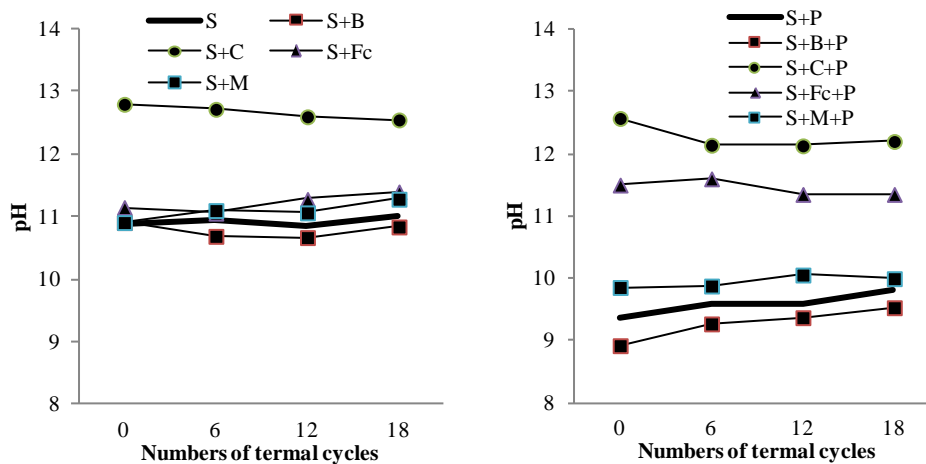 S
S+B
S+C
S+Fc
S+M
14
13
12
11
10
9
8
pH
0 6 12 18
Numbers of termal cycles
S+P
S+B+P
S+C+P
S+Fc+P
S+M+P
14
13
12
11
10
9
8
pH
0 6 12 18
Numbers of termal cycles